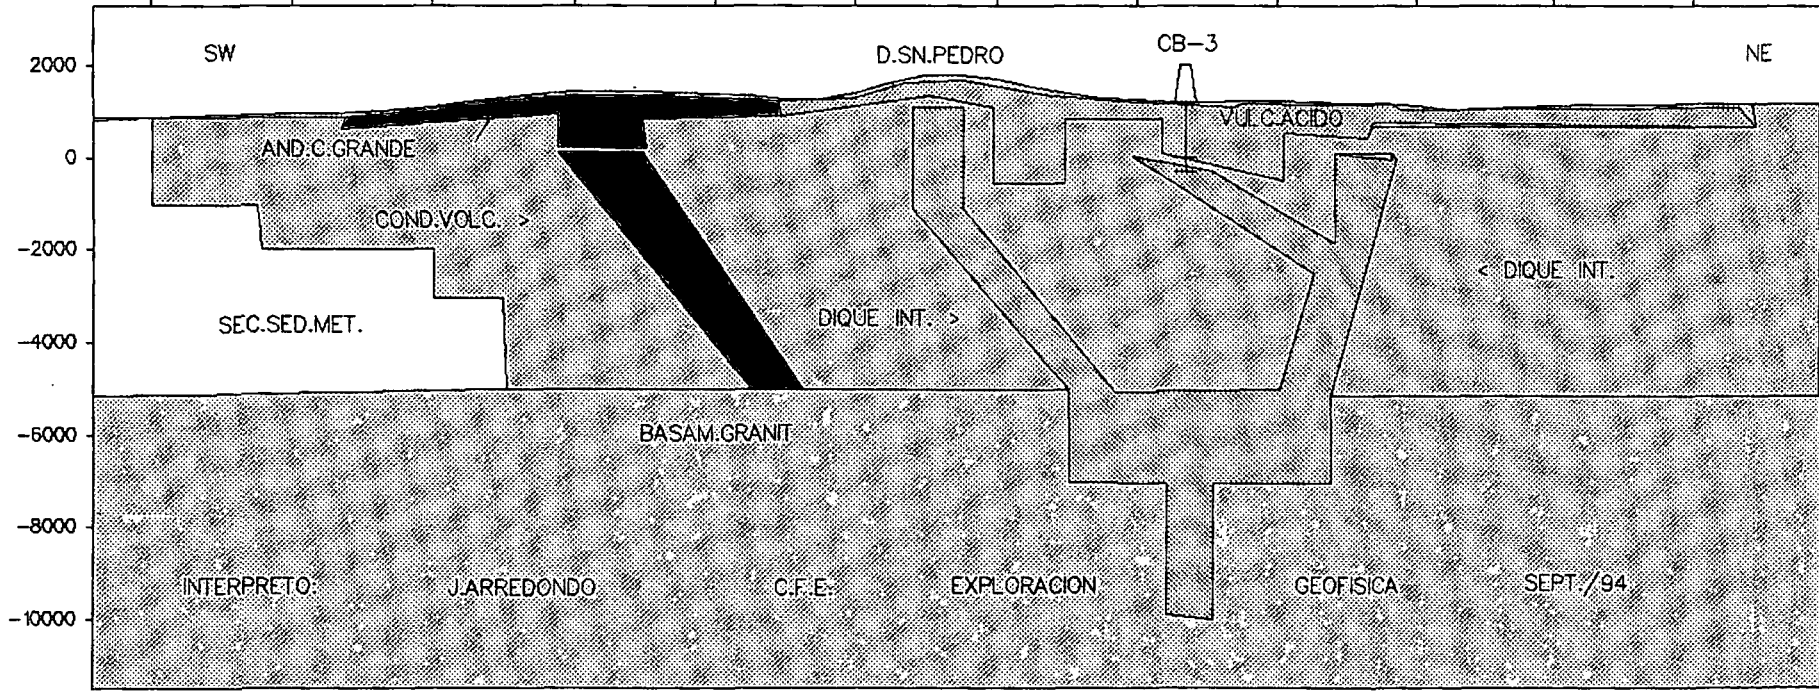 SW
D.SN.PEDRO
CB-3
NE
2000
VULC.ACIDO
AND.C.GRANDE
0
COND.VOLC. >
-2000
< DIQUE INT.
SEC.SED.MET.
DIQUE INT. >
-4000
BASAM.GRANIT
-6000
-8000
INTERPRETO: J.ARREDONDO C.F.E. EXPLORACION GEOFISICA SEPT./94
-10000